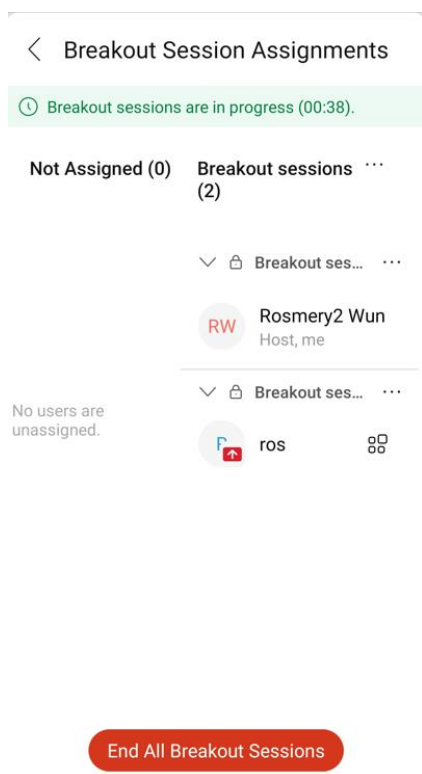 Breakout Session Assignments
Breakout sessions are in progress (00:38).
Not Assigned (0)
Breakout sessions ...
(2)
Breakout ses... ...
RW
Rosmery2 Wun
Host, me
Breakout ses... ...
No users are
unassigned.
ros
End All Breakout Sessions